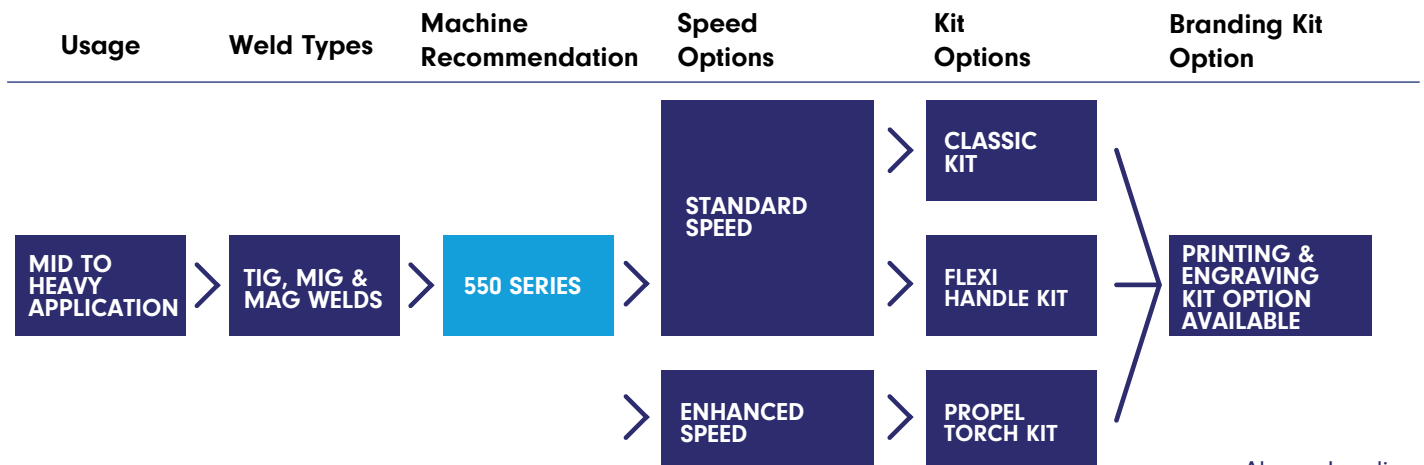 Usage
Weld Types
Machine
Recommendation
Speed
Options
Kit
Options
Branding Kit
Option
MID TO
HEAVY
APPLICATION
TIG, MIG &
MAG WELDS
550 SERIES
STANDARD
SPEED
CLASSIC
KIT
FLEXI
HANDLE KIT
PRINTING &
ENGRAVING
KIT OPTION
AVAILABLE
ENHANCED
SPEED
PROPEL
TORCH KIT